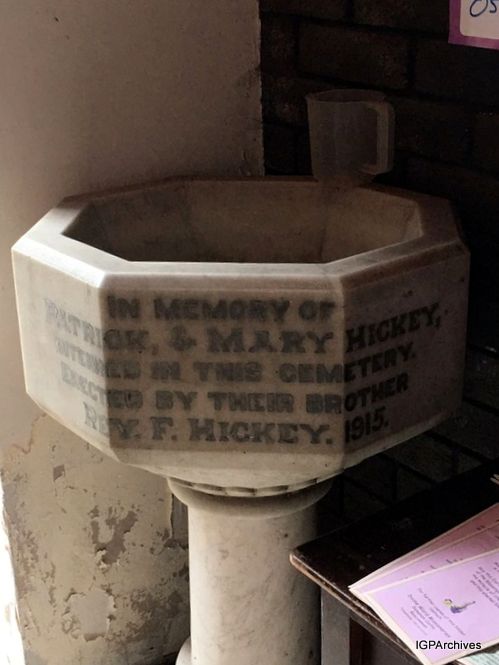 IN MEMORY OF
PATRICK, & MARY HICKEY,
INTERRED IN THIS CEMETERY.
ERECTED BY THEIR BROTHER
REV. F. HICKEY. 1915.
IGPArchives